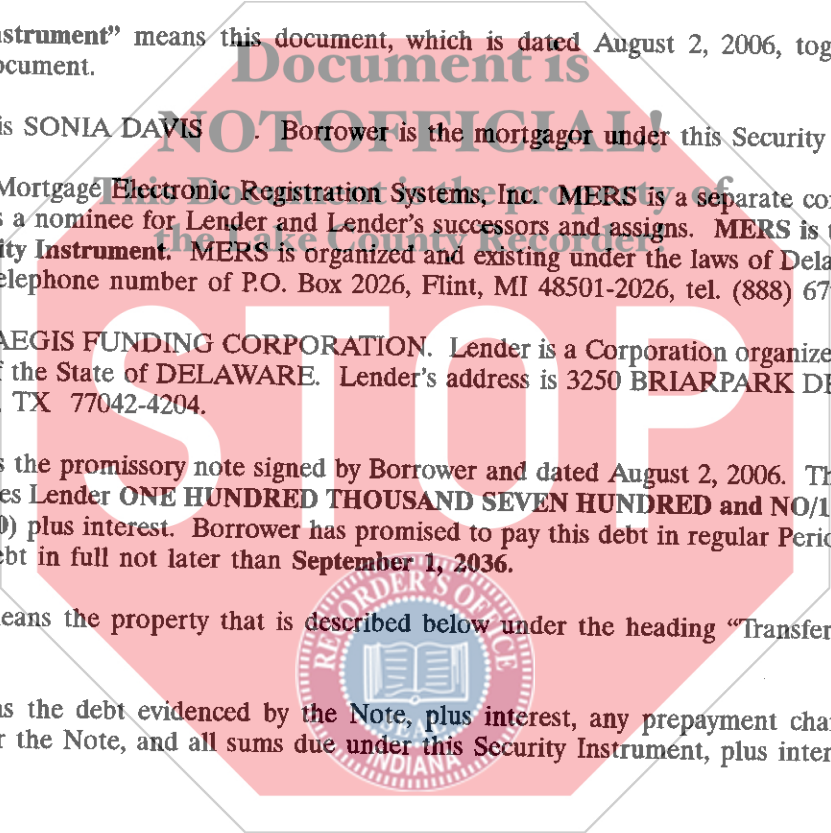 nstrument” means this document, which is dated August 2, 2006, tog
ocument.
Document is
is SONIA DAVIS . Borrower is the mortgagor under this Security
NOT OFFICIAL!
Mortgage Electronic Registration Systems, Inc. MERS is a separate co
This Document is the property of
s a nominee for Lender and Lender's successors and assigns. MERS is t
the Lake County Recorder!
ity Instrument. MERS is organized and existing under the laws of Dela
elephone number of P.O. Box 2026, Flint, MI 48501-2026, tel. (888) 67
AEGIS FUNDING CORPORATION. Lender is a Corporation organize
f the State of DELAWARE. Lender's address is 3250 BRIARPARK DR
, TX 77042-4204.
STOP
s the promissory note signed by Borrower and dated August 2, 2006. Th
es Lender ONE HUNDRED THOUSAND SEVEN HUNDRED and NO/1
0) plus interest. Borrower has promised to pay this debt in regular Perio
ebt in full not later than September 1, 2036.
RECORDER'S OFFICE
eans the property that is described below under the heading “Transfer
ns the debt evidenced by the Note, plus interest, any prepayment cha
r the Note, and all sums due under this Security Instrument, plus inter
SEAL
INDIANA